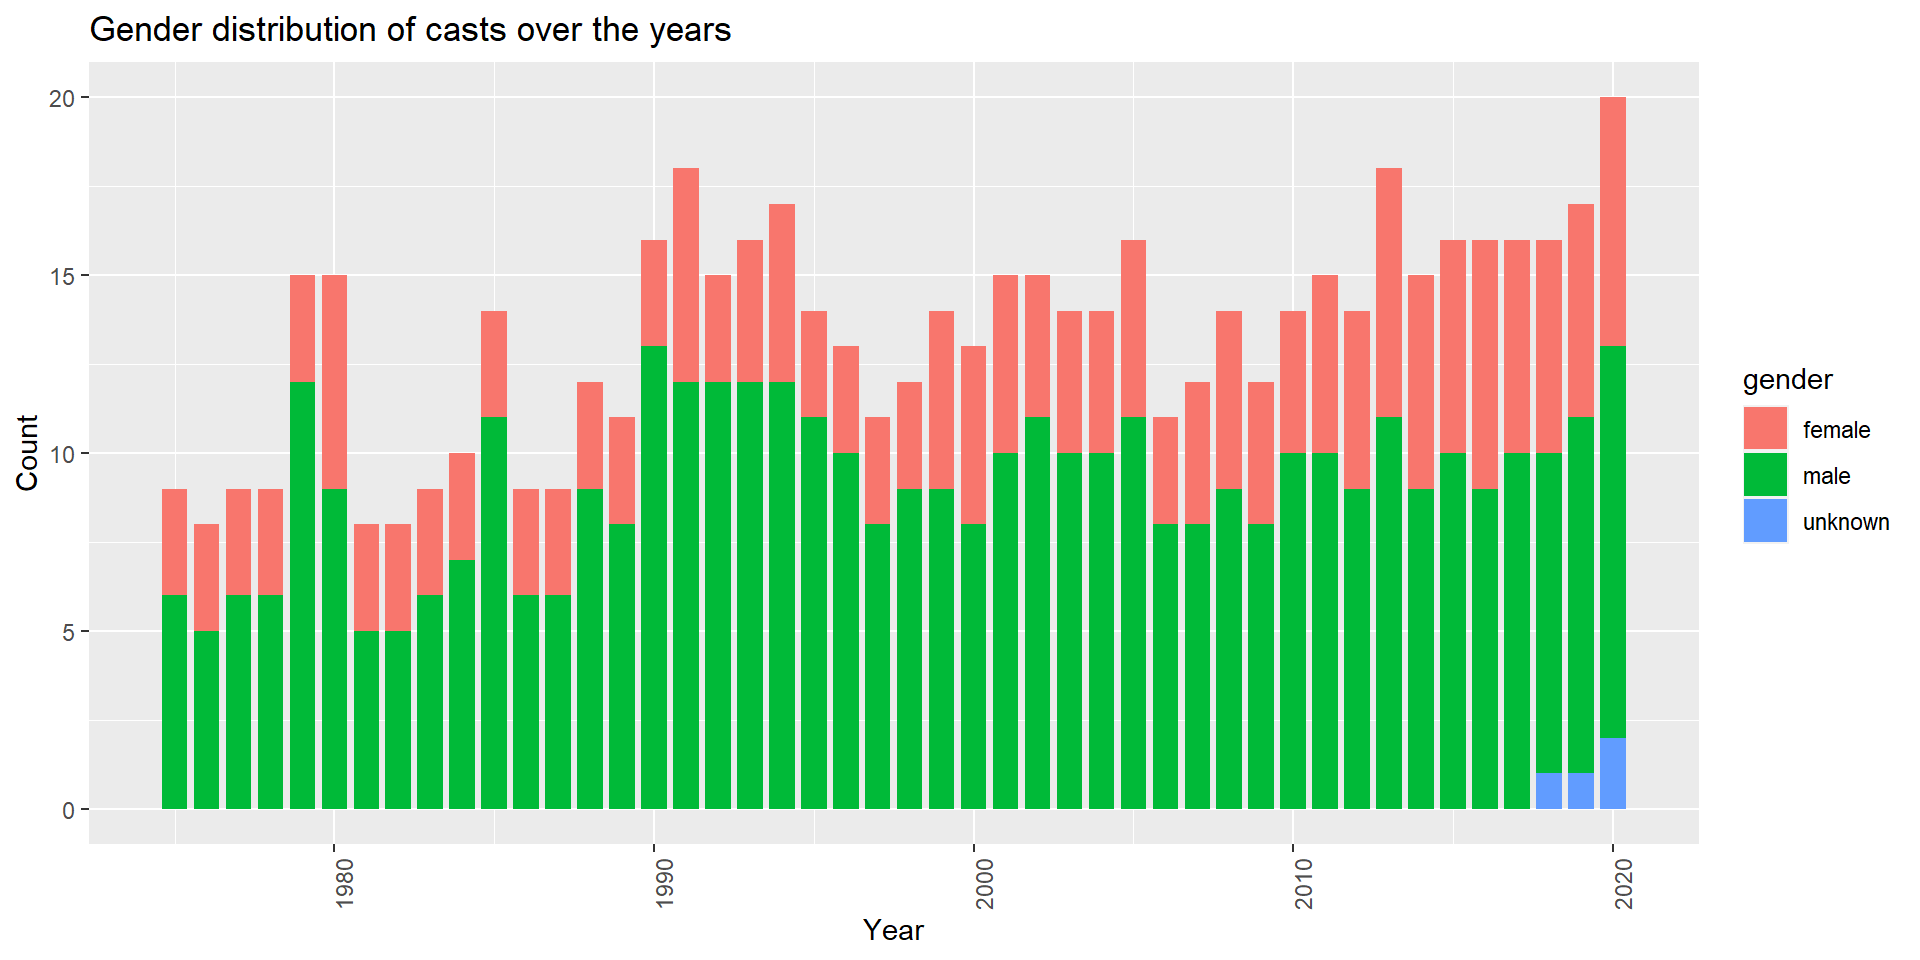 Gender distribution of casts over the years
20
15
10
5
0
Count
1980
1990
2000
2010
2020
Year
gender
female
male
unknown